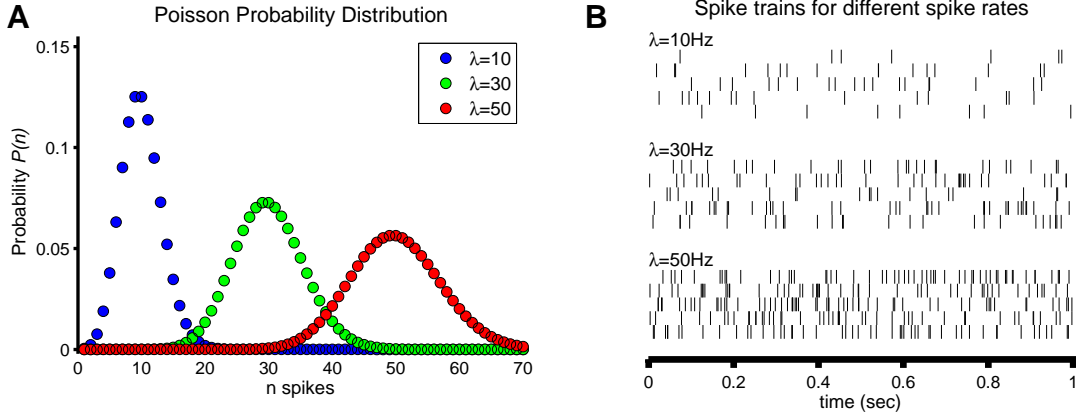 A
Poisson Probability Distribution
0.15
0.1
0.05
0
Probability P(n)
λ=10
λ=30
λ=50
0 10 20 30 40 50 60 70
n spikes
B
Spike trains for different spike rates
λ=10Hz
λ=30Hz
λ=50Hz
0 0.2 0.4 0.6 0.8 1
time (sec)